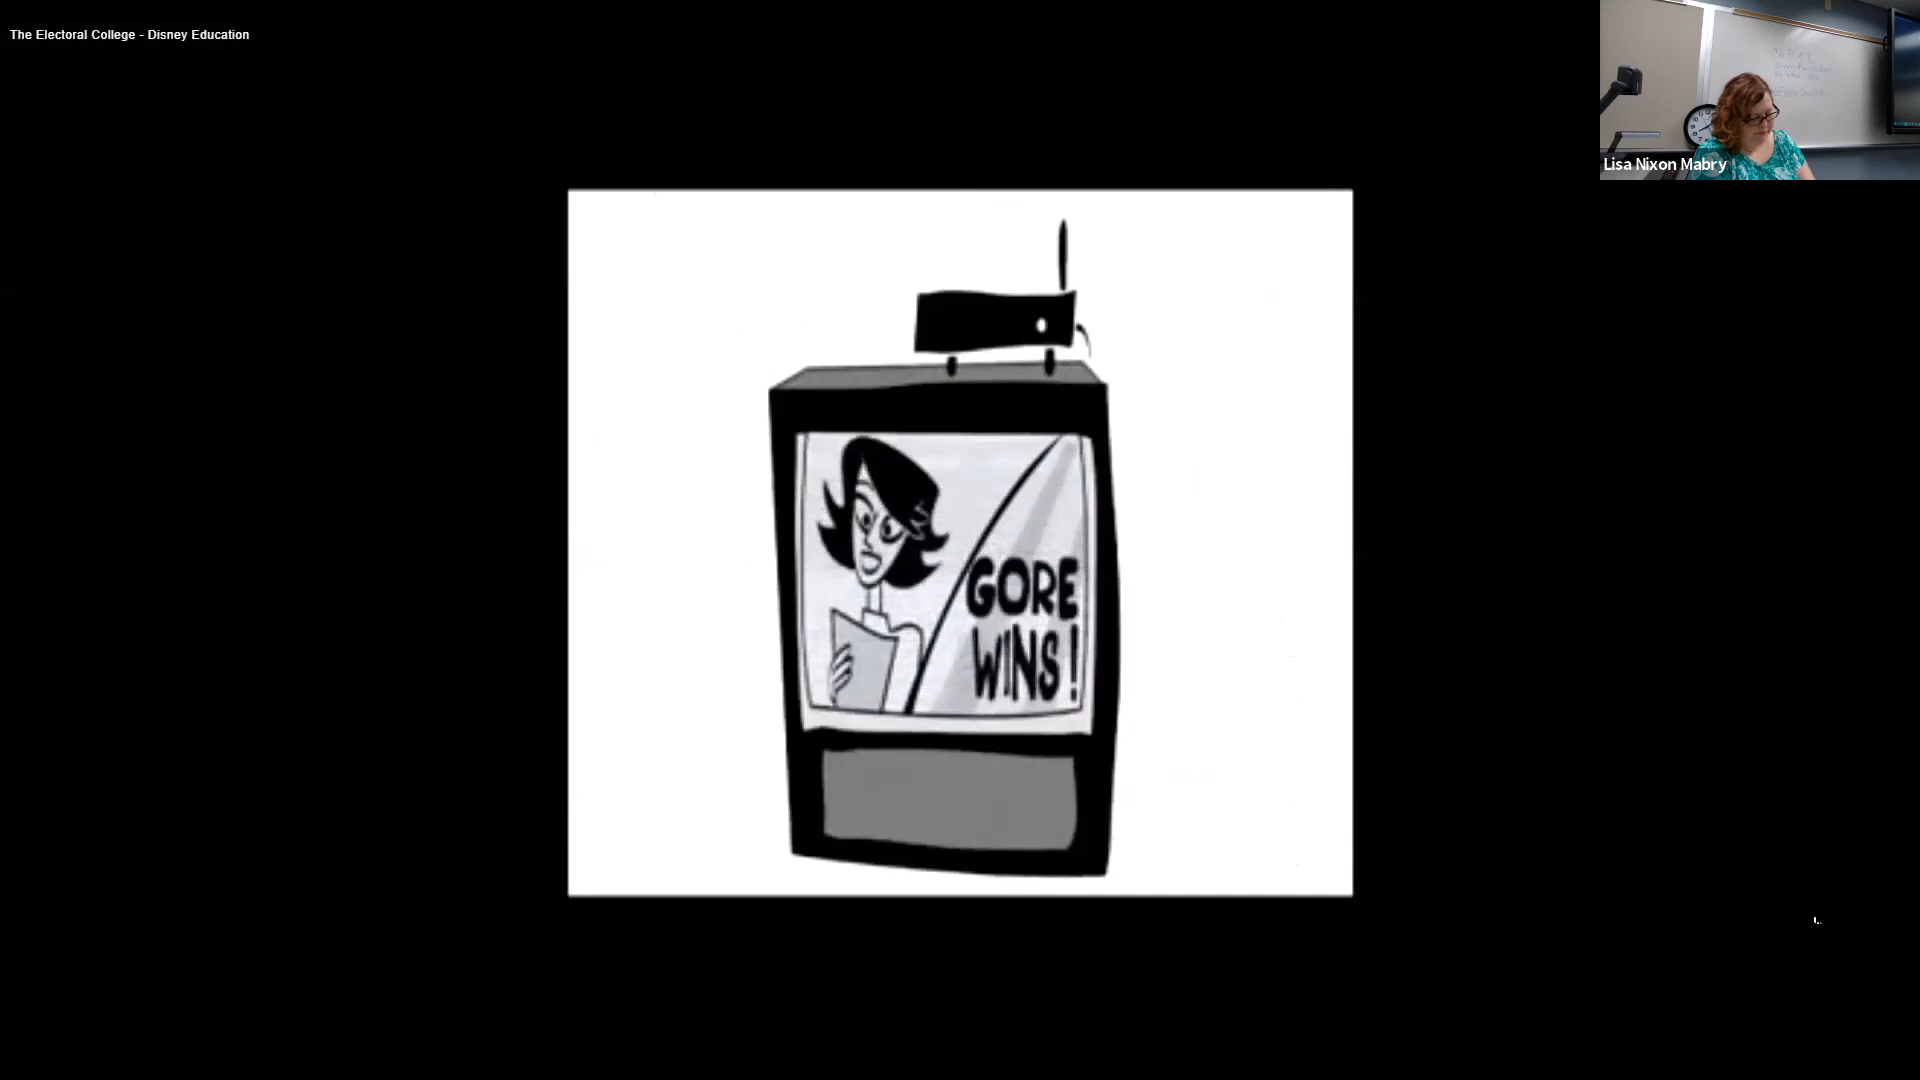 The Electoral College - Disney Education
Lisa Nixon Mabry
GORE
WINS!